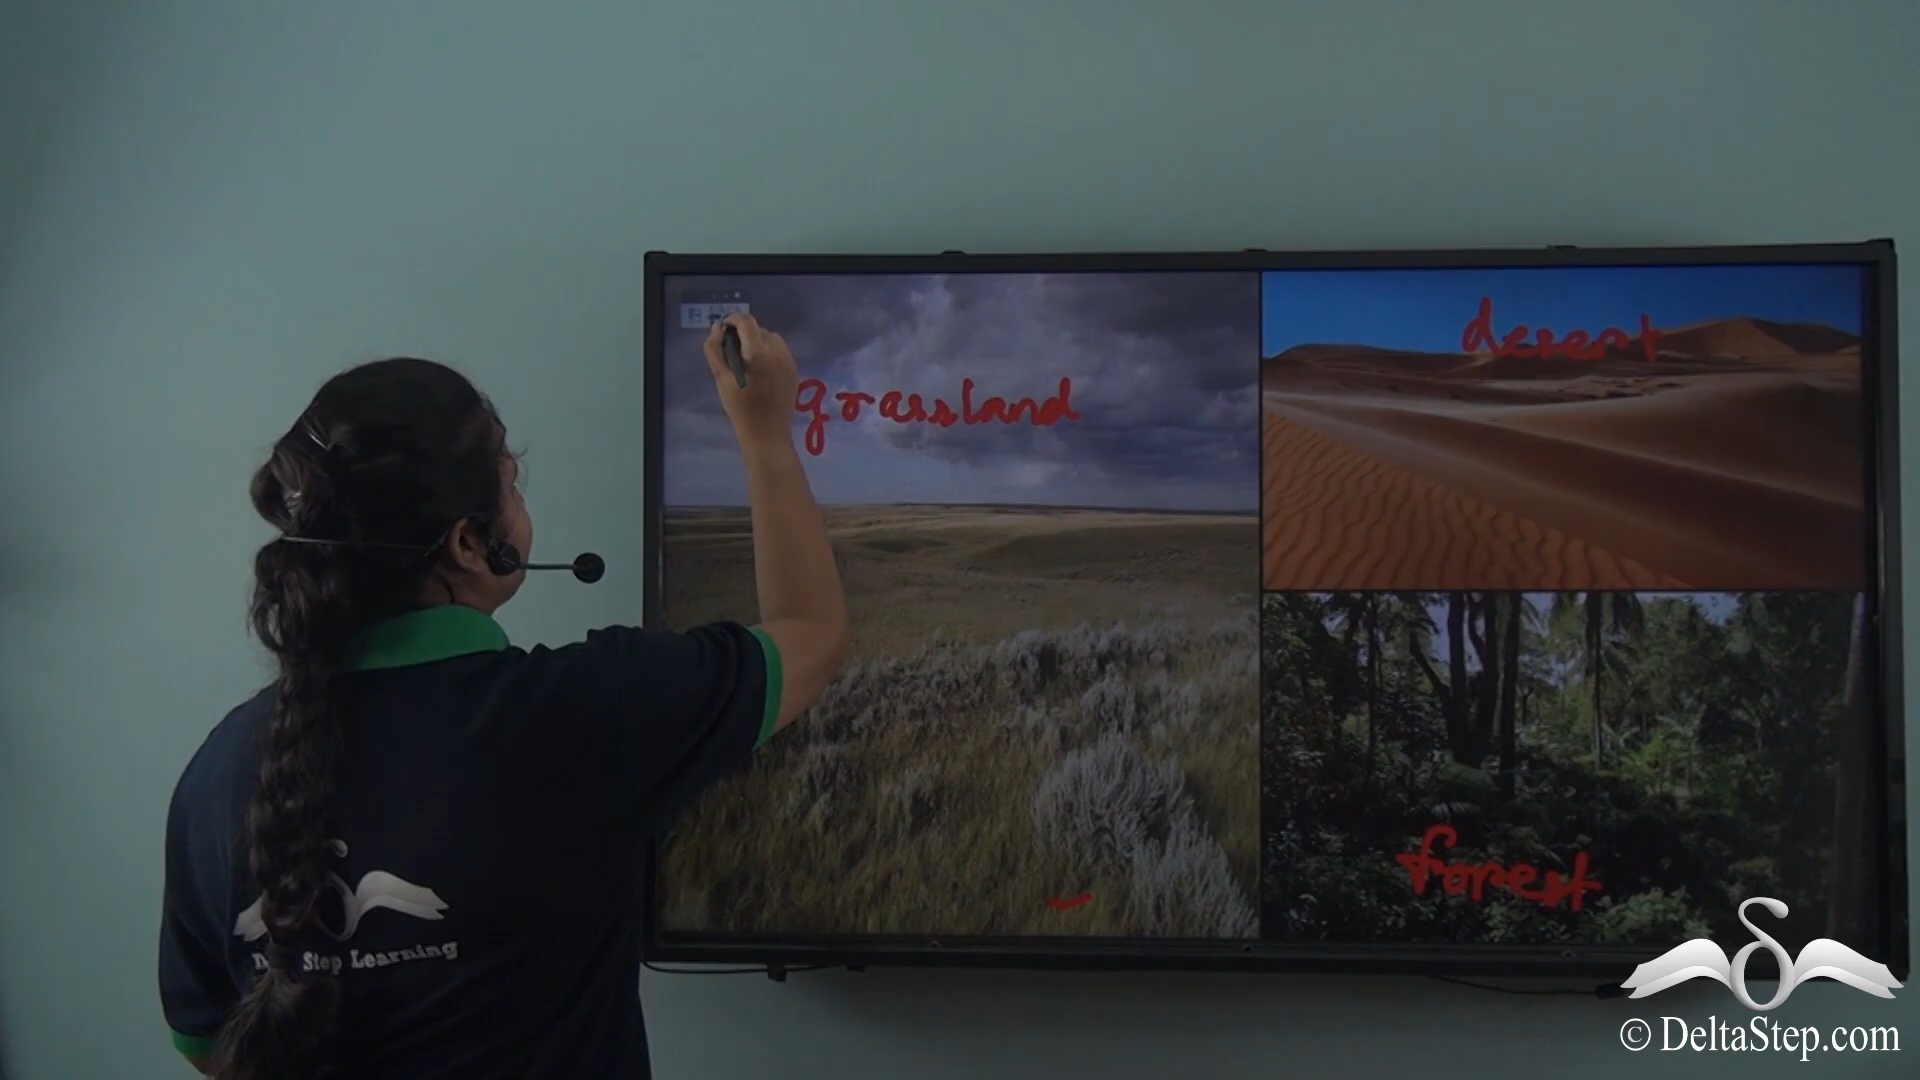 grassland
desert
forest
Step Learning
© DeltaStep.com